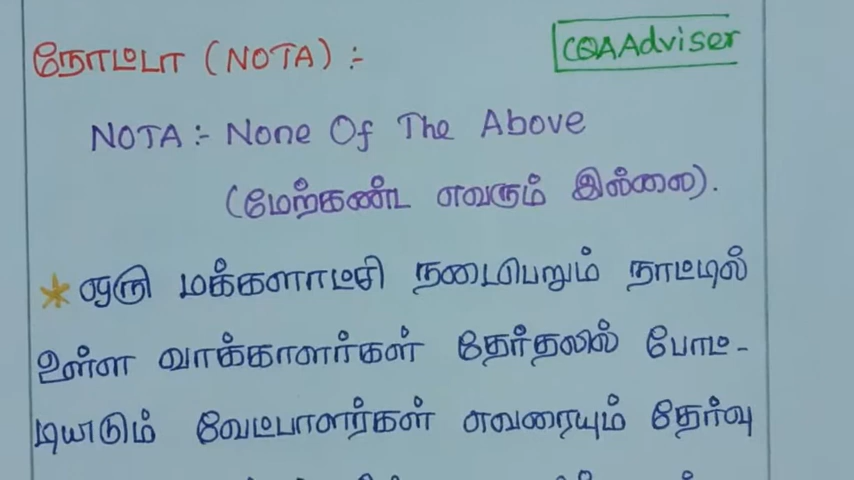 நோட்டா (NOTA) :-
CQAAdviser
NOTA :- None Of The Above
(மேற்கண்ட எவரும் இல்லை).
* ஒரு மக்களாட்சி நடைபெறும் நாட்டில்
உள்ள வாக்காளர்கள் தேர்தலில் போட்-
டியாடும் வேட்பாளர்கள் எவரையும் தேர்வு